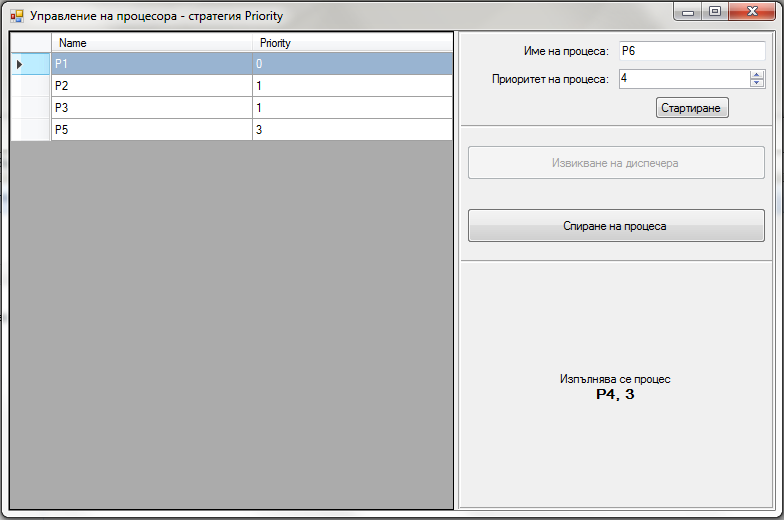 Управление на процесора - стратегия Priority
Name Priority
P1 0
P2 1
P3 1
P5 3
Име на процеса: P6
Приоритет на процеса: 4
Стартиране
Извикване на диспечера
Спиране на процеса
Изпълнява се процес
P4, 3